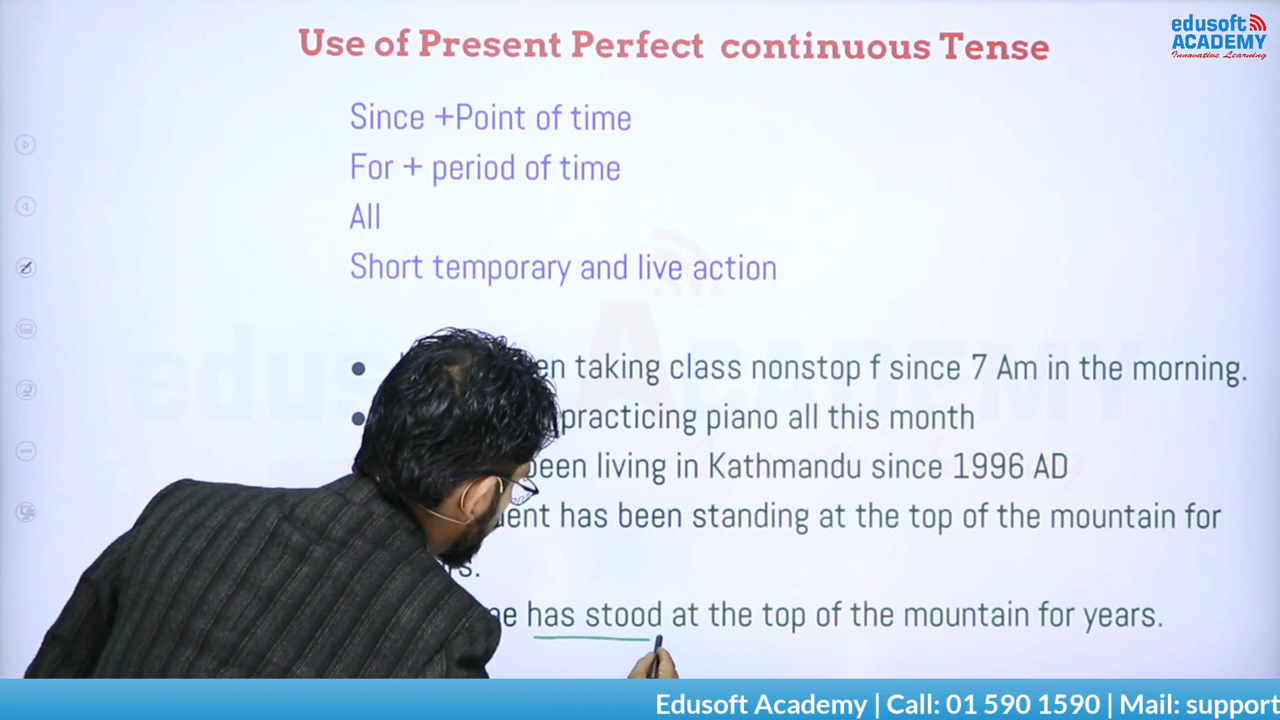 Use of Present Perfect continuous Tense
edusoft
ACADEMY
Innovative Learning
Since +Point of time
For + period of time
All
Short temporary and live action
taking class nonstop f since 7 Am in the morning.
practicing piano all this month
been living in Kathmandu since 1996 AD
has been standing at the top of the mountain for
has stood at the top of the mountain for years.
Edusoft Academy | Call: 01 590 1590 | Mail: support